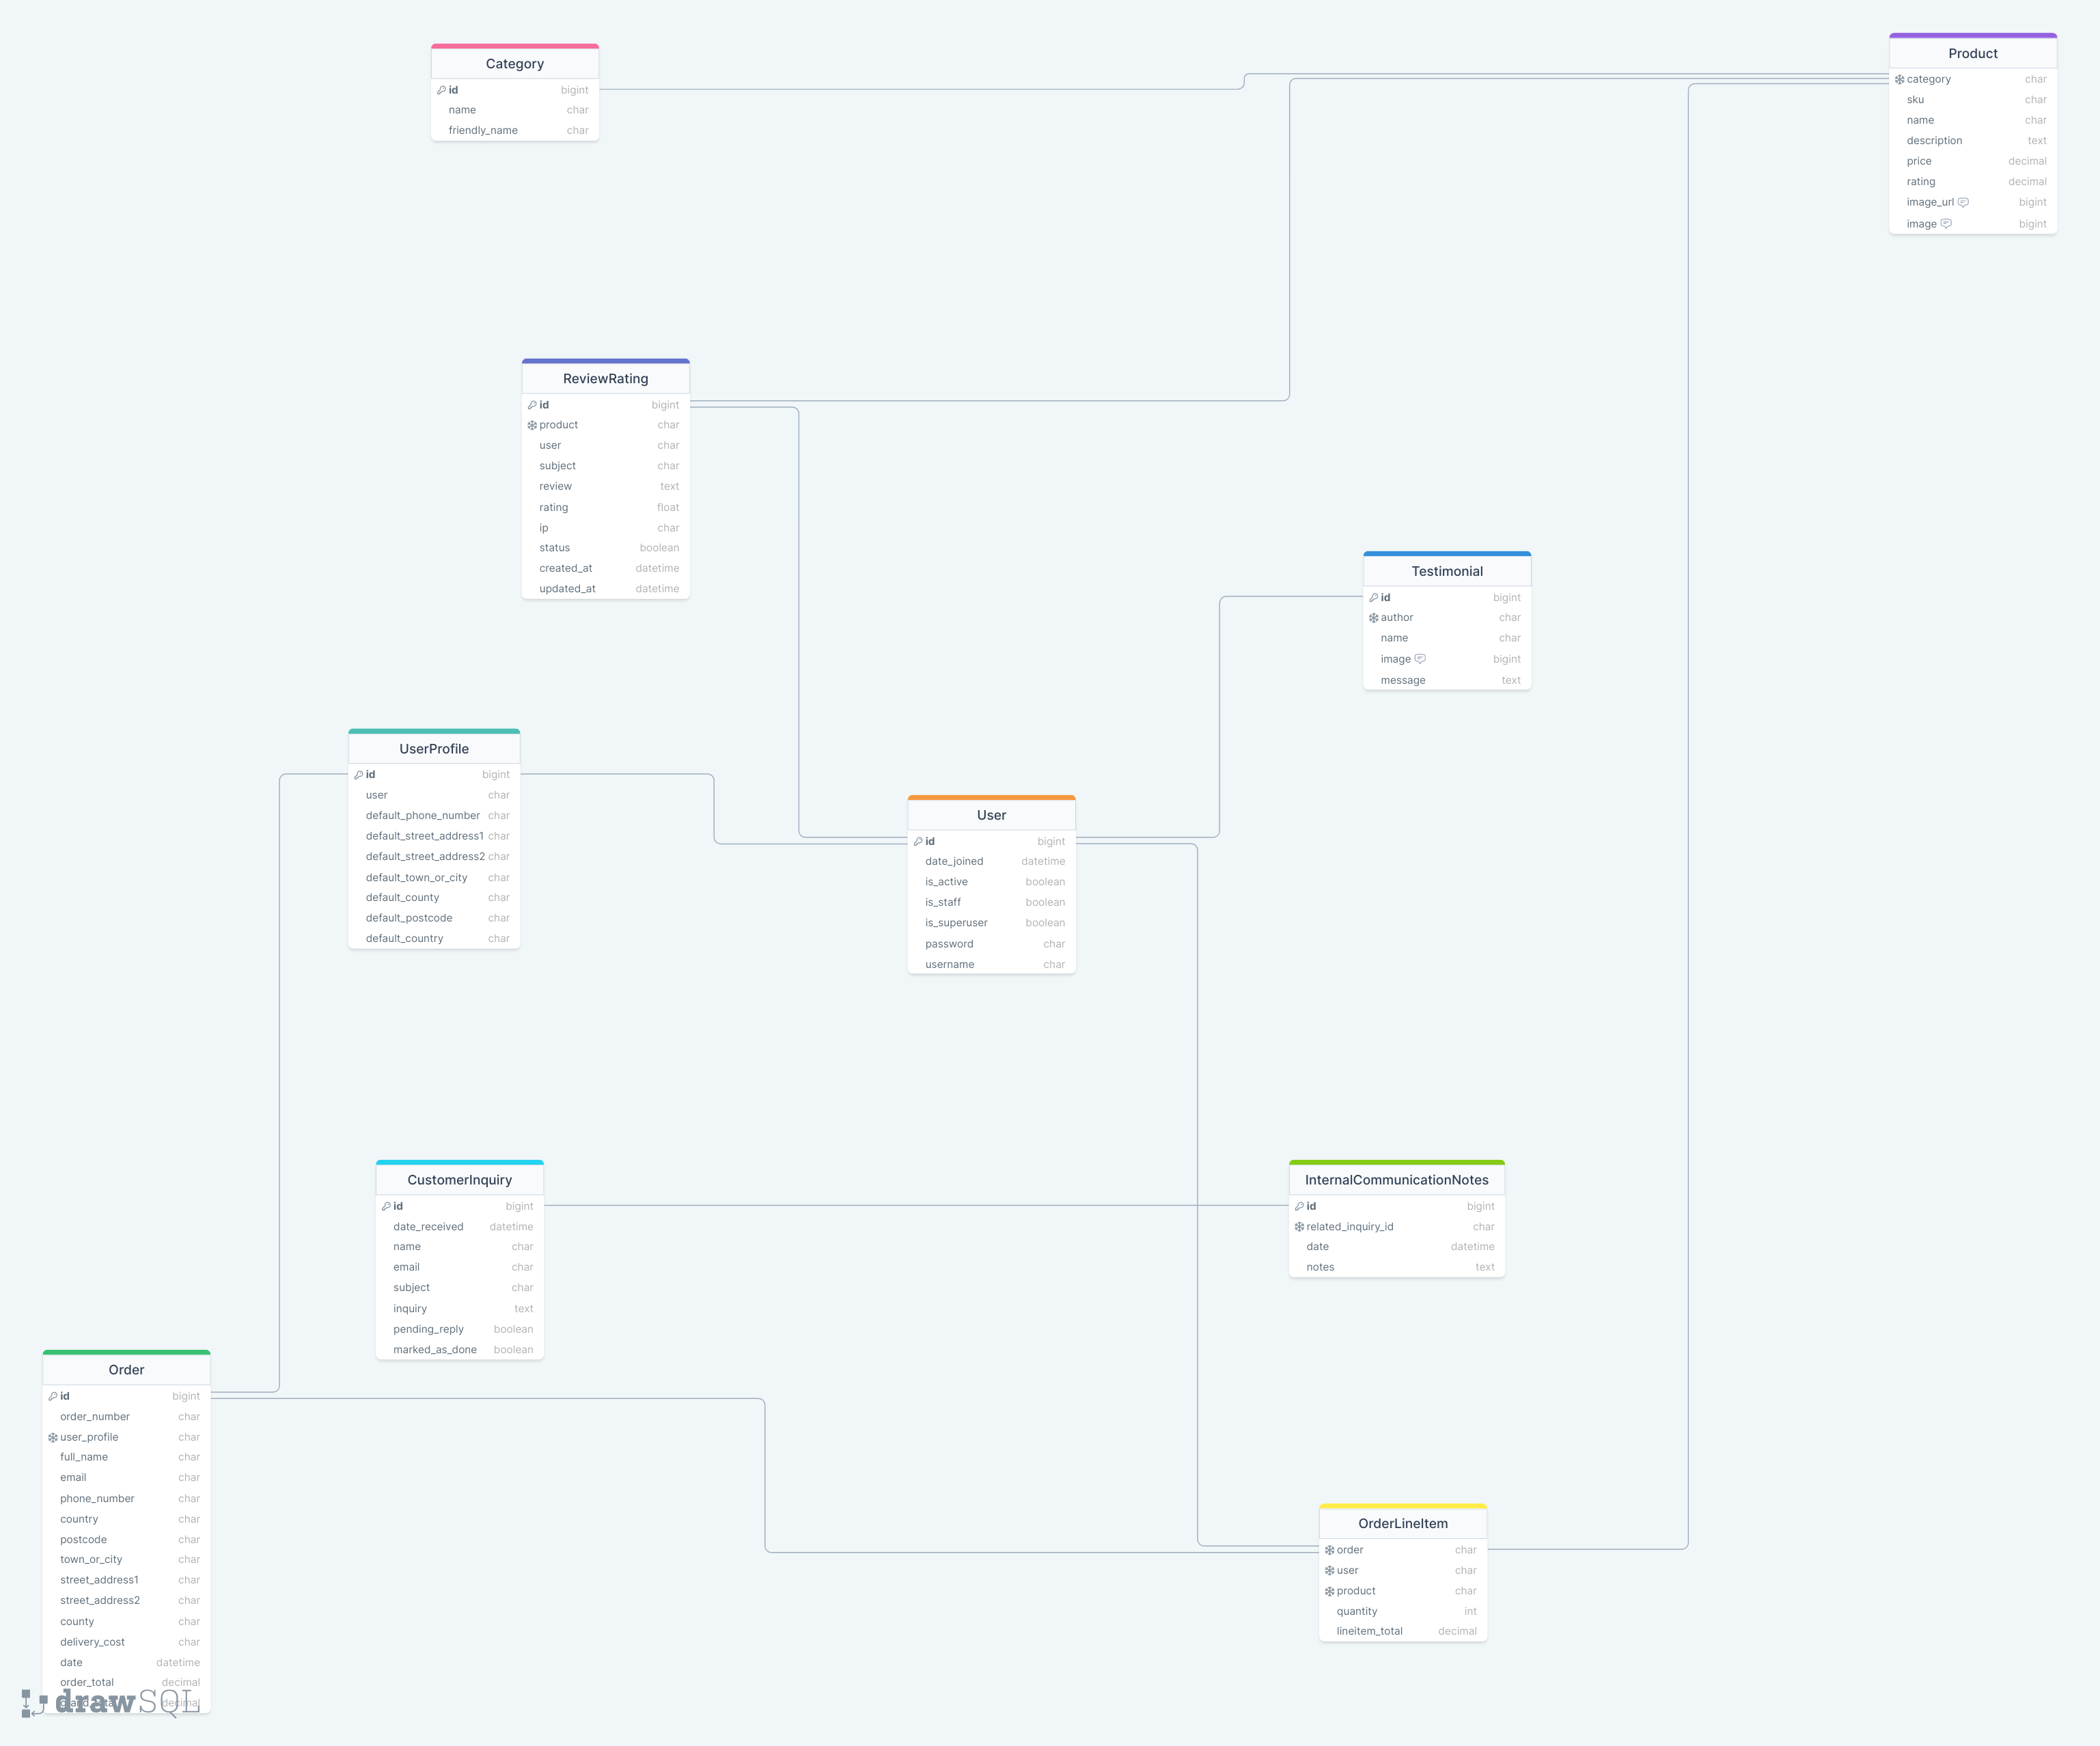 Category
id bigint
name char
friendly_name char
Product
category char
sku char
name char
description text
price decimal
rating decimal
image_url bigint
image bigint
ReviewRating
id bigint
product char
user char
subject char
review text
rating float
ip char
status boolean
created_at datetime
updated_at datetime
Testimonial
id bigint
author char
name char
image bigint
message text
UserProfile
id bigint
user char
default_phone_number char
default_street_address1 char
default_street_address2 char
default_town_or_city char
default_county char
default_postcode char
default_country char
User
id bigint
date_joined datetime
is_active boolean
is_staff boolean
is_superuser boolean
password char
username char
CustomerInquiry
id bigint
date_received datetime
name char
email char
subject char
inquiry text
pending_reply boolean
marked_as_done boolean
InternalCommunicationNotes
id bigint
related_inquiry_id char
date datetime
notes text
Order
id bigint
order_number char
user_profile char
full_name char
email char
phone_number char
country char
postcode char
town_or_city char
street_address1 char
street_address2 char
county char
delivery_cost char
date datetime
order_total decimal
decimal
drawSQL
OrderLineItem
order char
user char
product char
quantity int
lineitem_total decimal